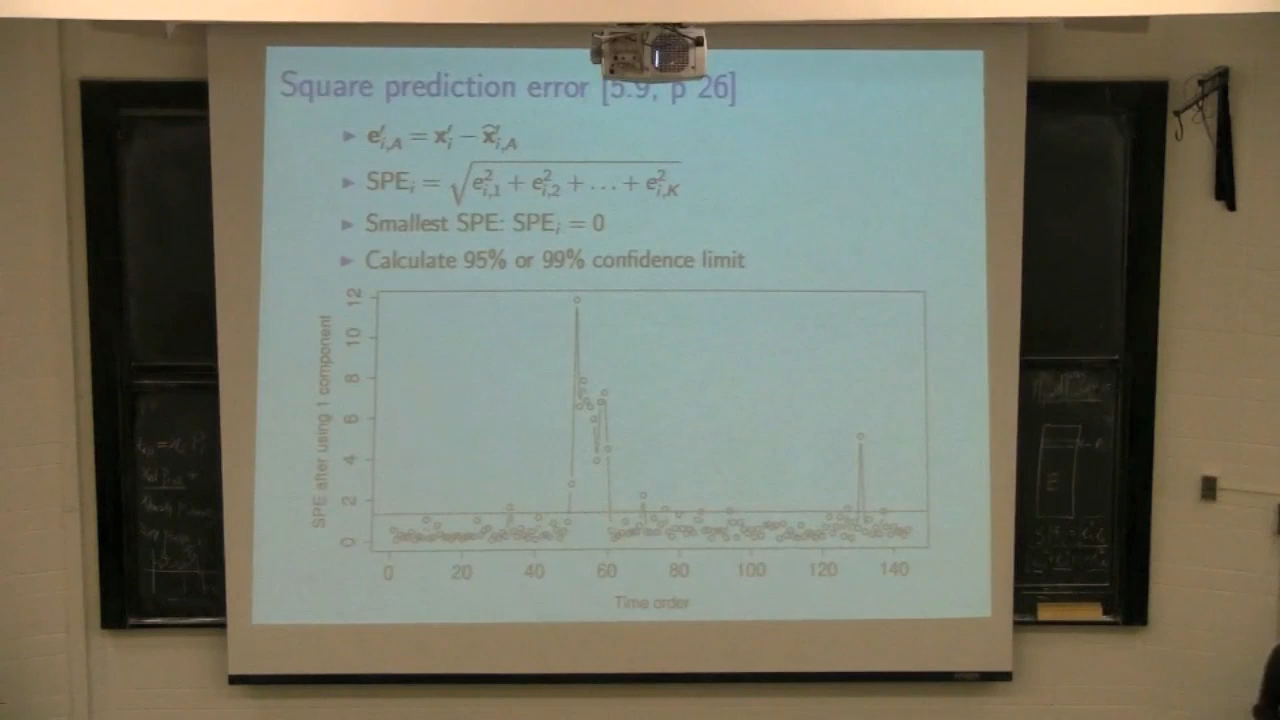 Square prediction error [5.9, p 26]
► e′i,A = x′i − x̂′i,A
► SPEi = √(e²i,1 + e²i,2 + ... + e²i,K)
► Smallest SPE: SPEi = 0
► Calculate 95% or 99% confidence limit
SPE after using 1 component
12
10
8
6
4
2
0
0 20 40 60 80 100 120 140
Time order